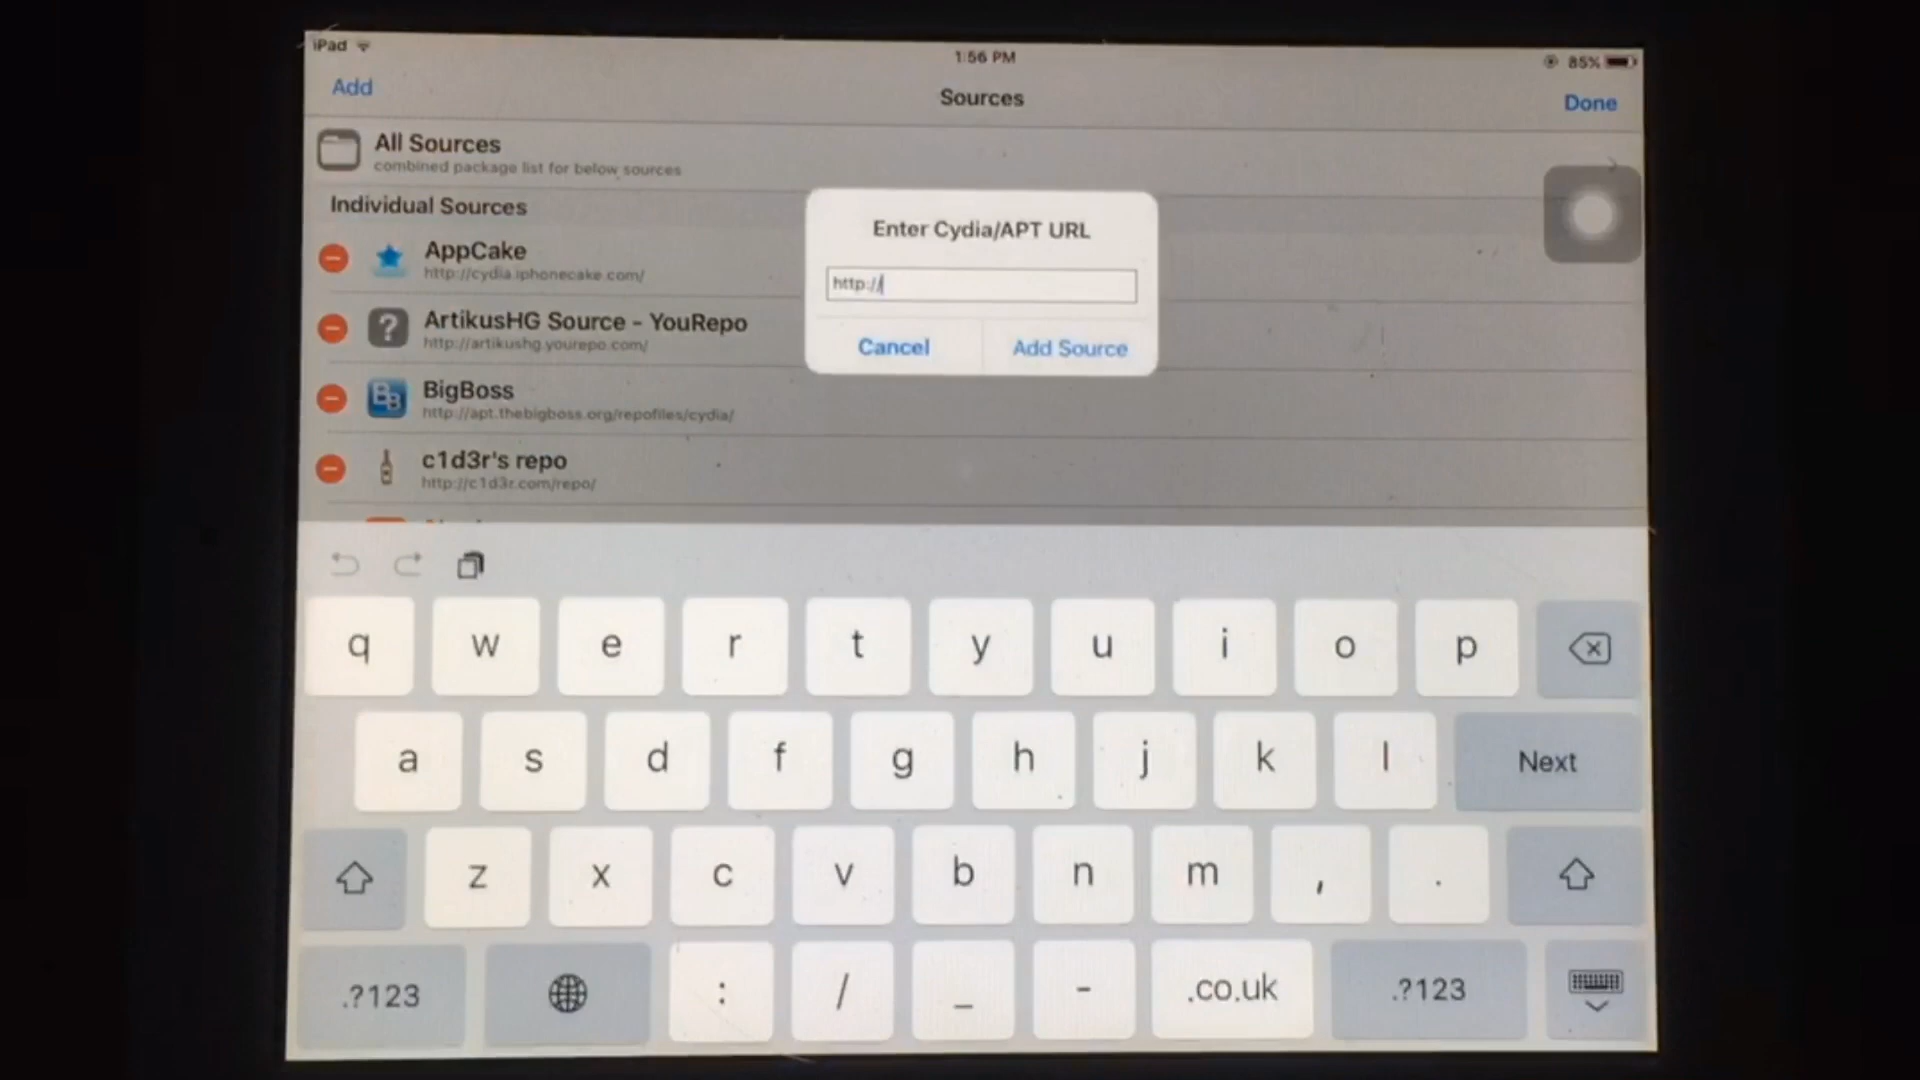 iPad
1:56 PM
85%
Add
Sources
Done
All Sources
combined package list for below sources
Individual Sources
AppCake
http://cydia.iphonecake.com/
ArtikusHG Source - YouRepo
http://artikushg.yourepo.com/
BigBoss
http://apt.thebigboss.org/repofiles/cydia/
c1d3r's repo
http://c1d3r.com/repo/
Enter Cydia/APT URL
http://
Cancel
Add Source
q w e r t y u i o p
a s d f g h j k l Next
z x c v b n m , .
.?123 : / _ - .co.uk .?123